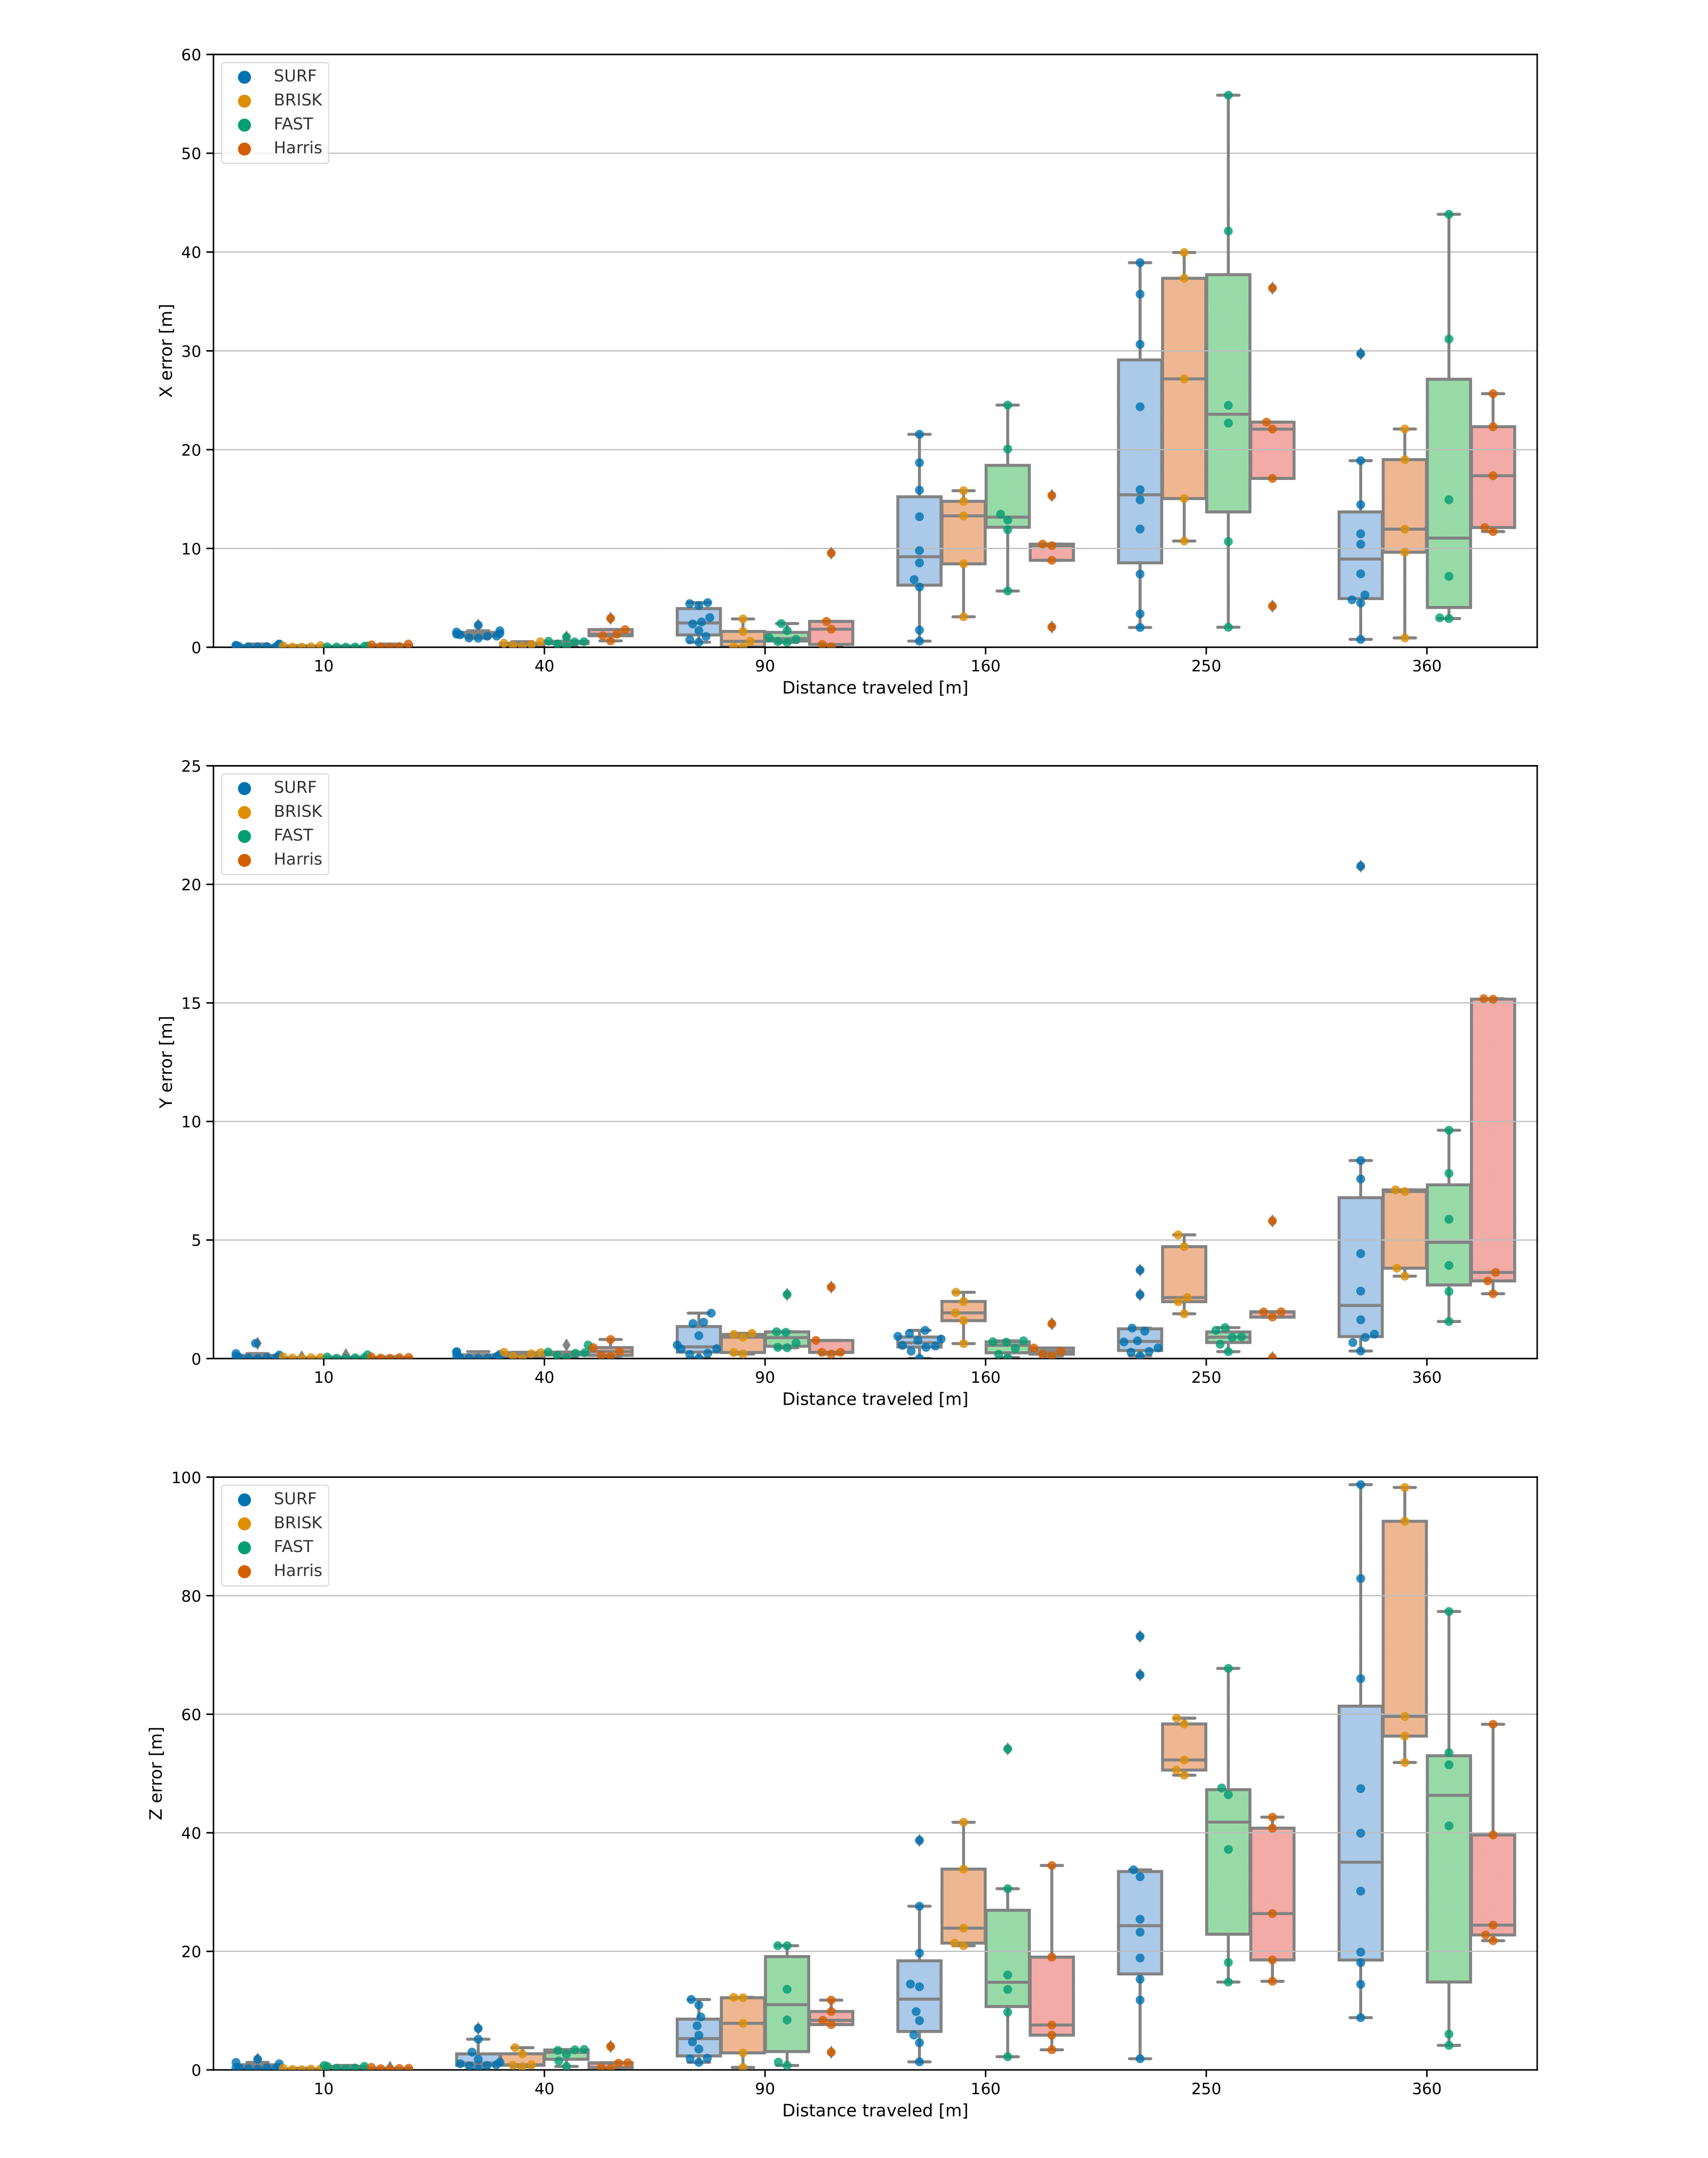 60
50
40
30
20
10
0
X error [m]
SURF
BRISK
FAST
Harris
10 40 90 160 250 360
Distance traveled [m]
25
20
15
10
5
0
Y error [m]
SURF
BRISK
FAST
Harris
10 40 90 160 250 360
Distance traveled [m]
100
80
60
40
20
0
Z error [m]
SURF
BRISK
FAST
Harris
10 40 90 160 250 360
Distance traveled [m]